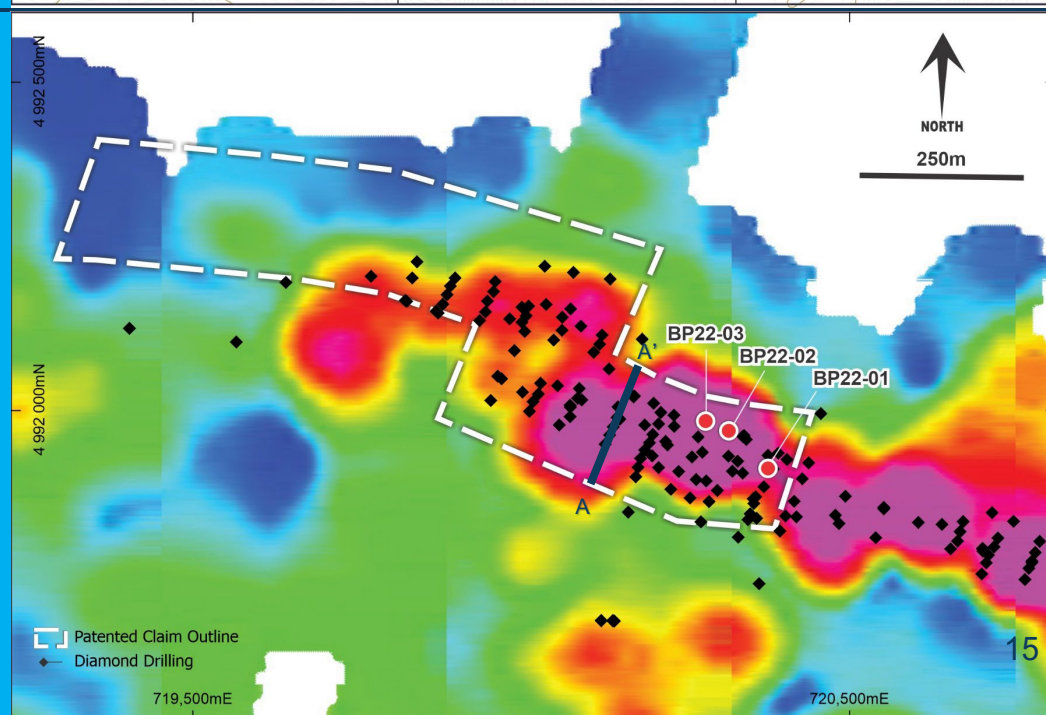 4 992 500mN
NORTH
250m
BP22-03
BP22-02
BP22-01
A'
4 992 000mN
A
Patented Claim Outline
Diamond Drilling
15
719,500mE
720,500mE